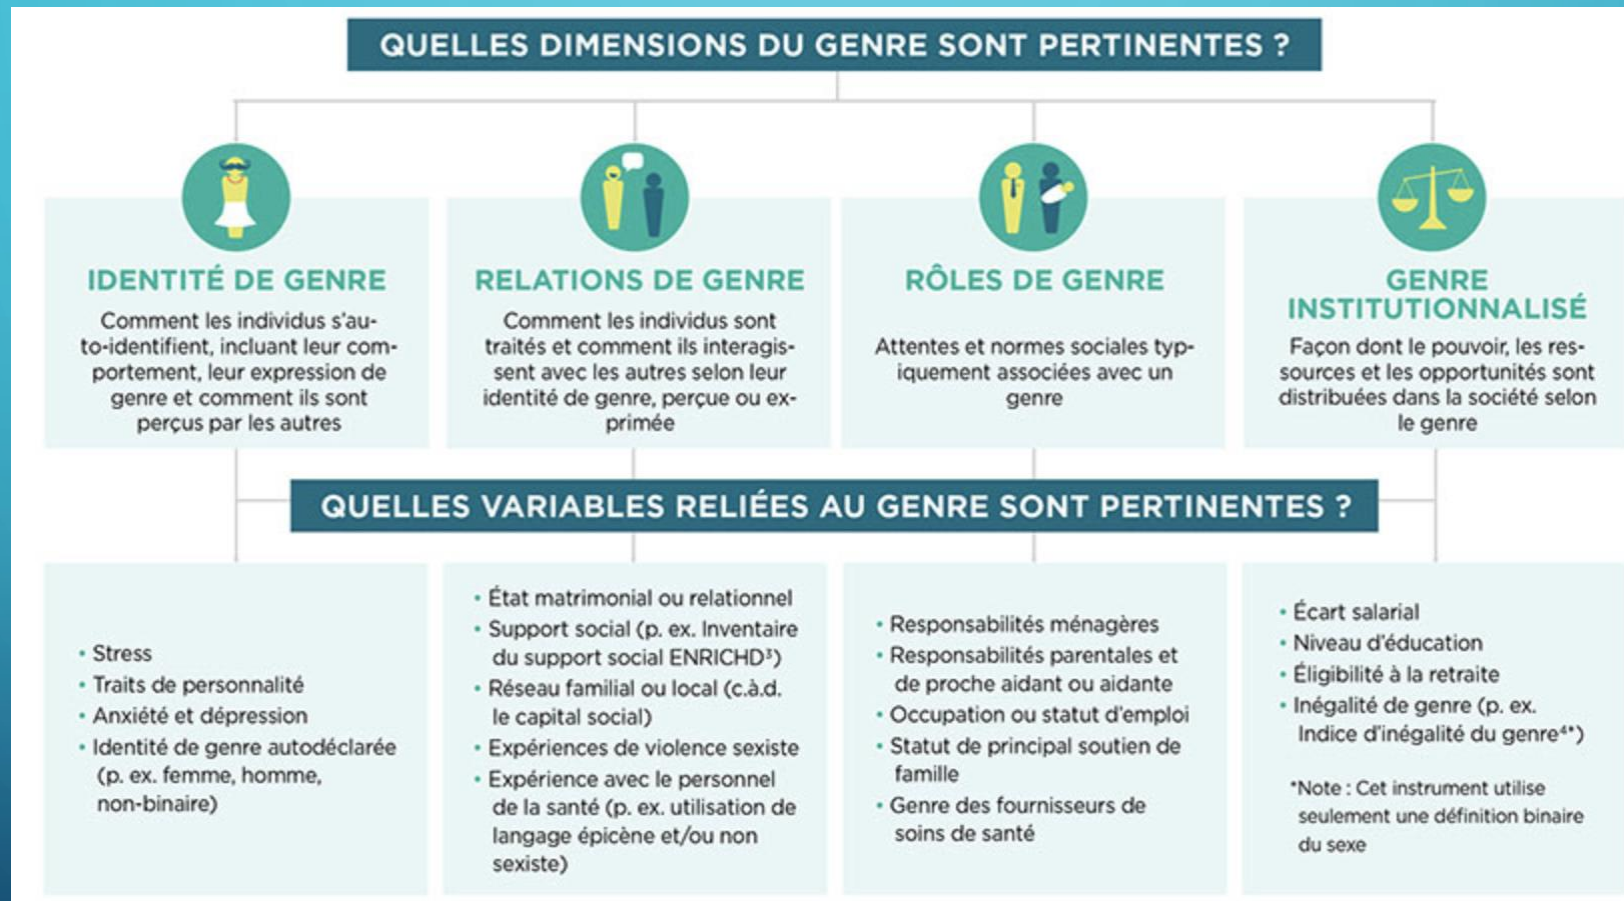 QUELLES DIMENSIONS DU GENRE SONT PERTINENTES ?
IDENTITÉ DE GENRE
Comment les individus s'au-
to-identifient, incluant leur com-
portement, leur expression de
genre et comment ils sont
perçus par les autres
RELATIONS DE GENRE
Comment les individus sont
traités et comment ils interagis-
sent avec les autres selon leur
identité de genre, perçue ou ex-
primée
RÔLES DE GENRE
Attentes et normes sociales typ-
iquement associées avec un
genre
GENRE
INSTITUTIONNALISÉ
Façon dont le pouvoir, les res-
sources et les opportunités sont
distribuées dans la société selon
le genre
QUELLES VARIABLES RELIÉES AU GENRE SONT PERTINENTES ?
• Stress
• Traits de personnalité
• Anxiété et dépression
• Identité de genre autodéclarée
(p. ex. femme, homme,
non-binaire)
• État matrimonial ou relationnel
• Support social (p. ex. Inventaire
du support social ENRICHD³)
• Réseau familial ou local (c.à.d.
le capital social)
• Expériences de violence sexiste
• Expérience avec le personnel
de la santé (p. ex. utilisation de
langage épicène et/ou non
sexiste)
• Responsabilités ménagères
• Responsabilités parentales et
de proche aidant ou aidante
• Occupation ou statut d'emploi
• Statut de principal soutien de
famille
• Genre des fournisseurs de
soins de santé
• Écart salarial
• Niveau d'éducation
• Éligibilité à la retraite
• Inégalité de genre (p. ex.
Indice d'inégalité du genre⁴*)
*Note : Cet instrument utilise
seulement une définition binaire
du sexe